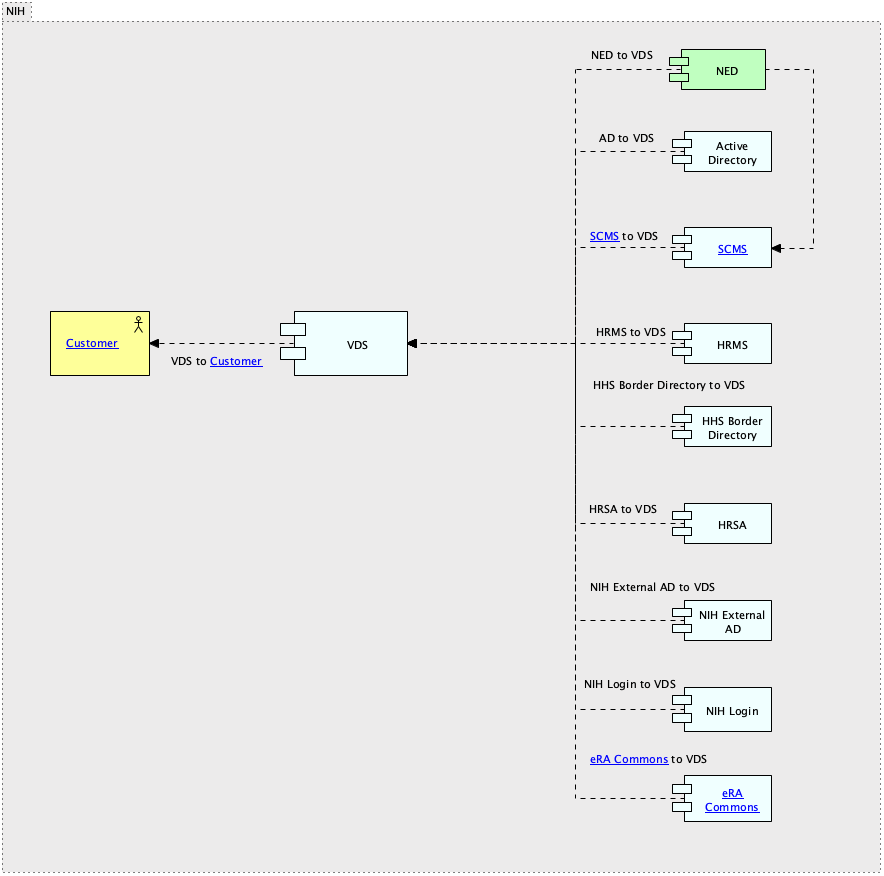 NIH
NED to VDS
NED
AD to VDS
Active
Directory
SCMS to VDS
SCMS
HRMS to VDS
HRMS
Customer
VDS
VDS to Customer
HHS Border Directory to VDS
HHS Border
Directory
HRSA to VDS
HRSA
NIH External AD to VDS
NIH External
AD
NIH Login to VDS
NIH Login
eRA Commons to VDS
eRA
Commons